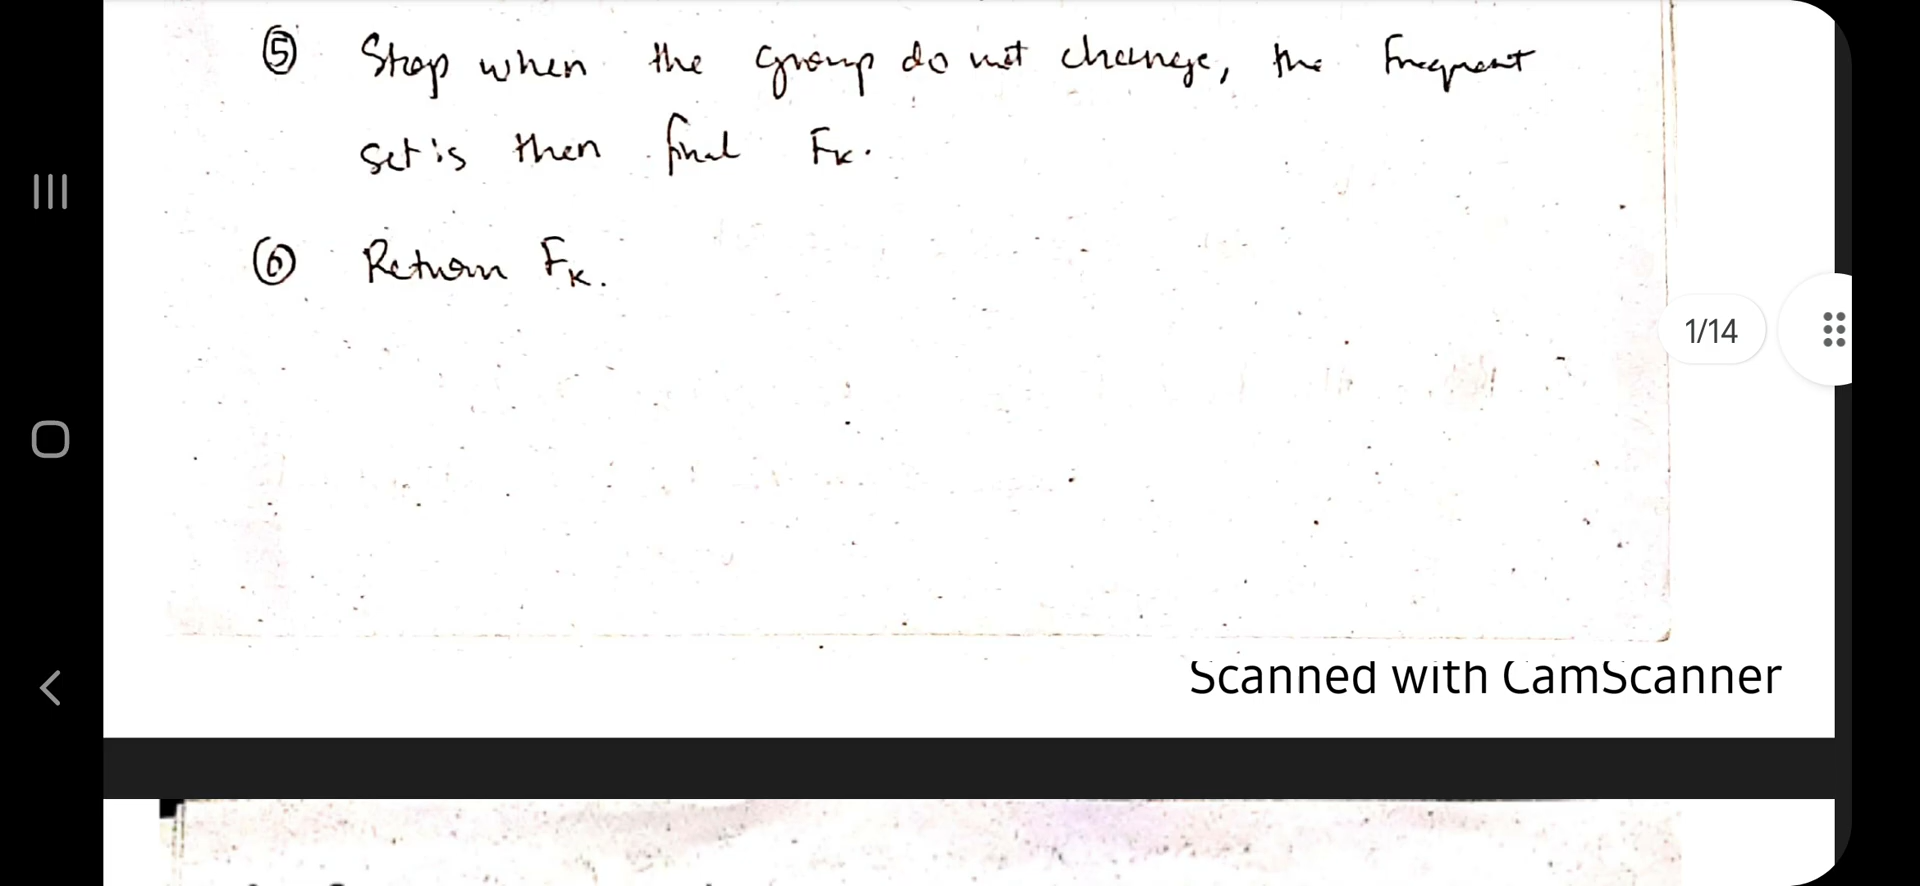 ⑤ Stop when the group do not change, the frequent
set is then final Fk.
⑥ Return Fk.
1/14
Scanned with CamScanner